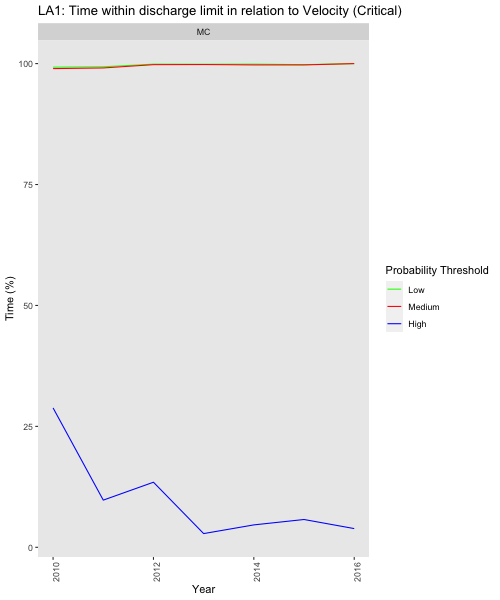 LA1: Time within discharge limit in relation to Velocity (Critical)
MC
100
75
50
25
0
Time (%)
2010
2012
2014
2016
Year
Probability Threshold
Low
Medium
High